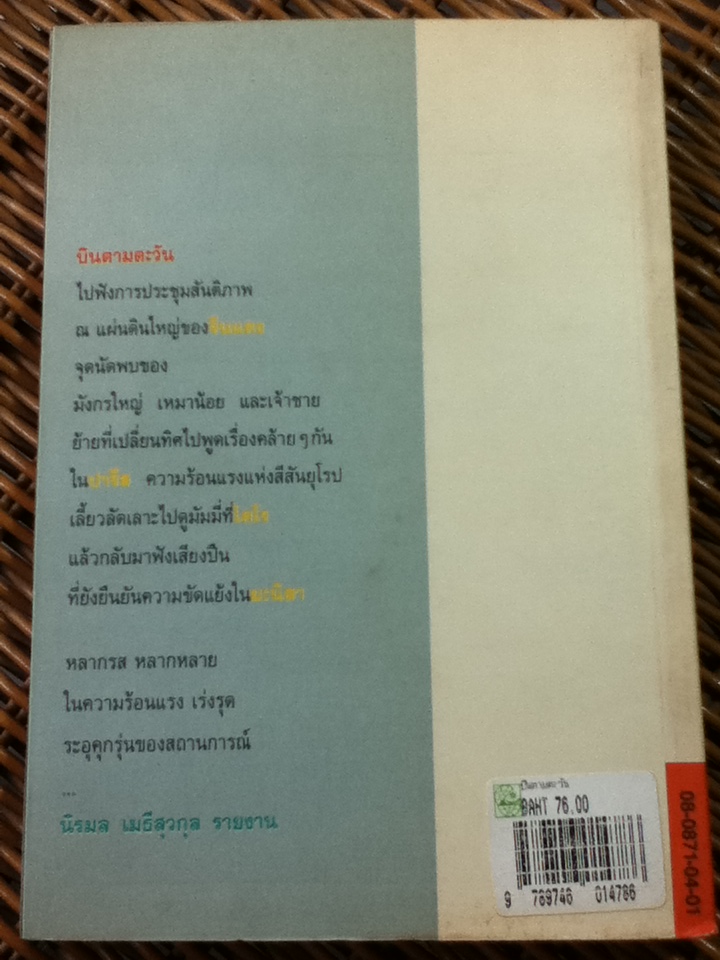 บินตามตะวัน
ไปฟังการประชุมสันติภาพ
ณ แผ่นดินใหญ่ของจีนแดง
จุดนัดพบของ
มังกรใหญ่ เหมาน้อย และเจ้าชาย
ย้ายที่เปลี่ยนทิศไปพูดเรื่องคล้ายๆกัน
ในปารีส ความร้อนแรงแห่งสีสันยุโรป
เลี้ยวลัดเลาะไปดูมัมมี่ที่ไคโร
แล้วกลับมาฟังเสียงปืน
ที่ยังยืนยันความขัดแย้งในมะนิลา
หลากรส หลากหลาย
ในความร้อนแรง เร่งรุด
ระอุคุกรุ่นของสถานการณ์
...
นิรมล เมธีสุวกุล รายงาน
บินตามตะวัน
BAHT 76.00
9 789746 014786
08-0871-04-01